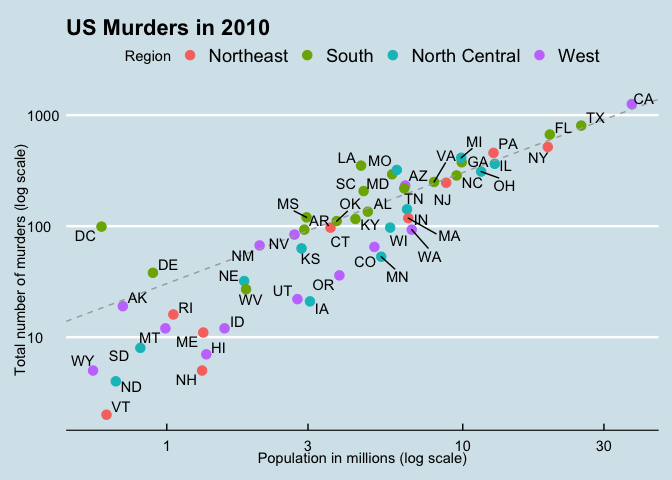 US Murders in 2010
Region Northeast South North Central West
Total number of murders (log scale)
1000
100
10
CA
TX
FL
NY
PA
MI
IL
GA
OH
NC
VA
NJ
LA
MO
MD
SC
AZ
TN
IN
MA
WA
WI
AL
OK
KY
MS
AR
CT
NV
KS
NM
CO
MN
OR
DC
DE
NE
WV
UT
IA
AK
RI
MT
ID
ME
HI
SD
WY
ND
NH
VT
1 3 10 30
Population in millions (log scale)